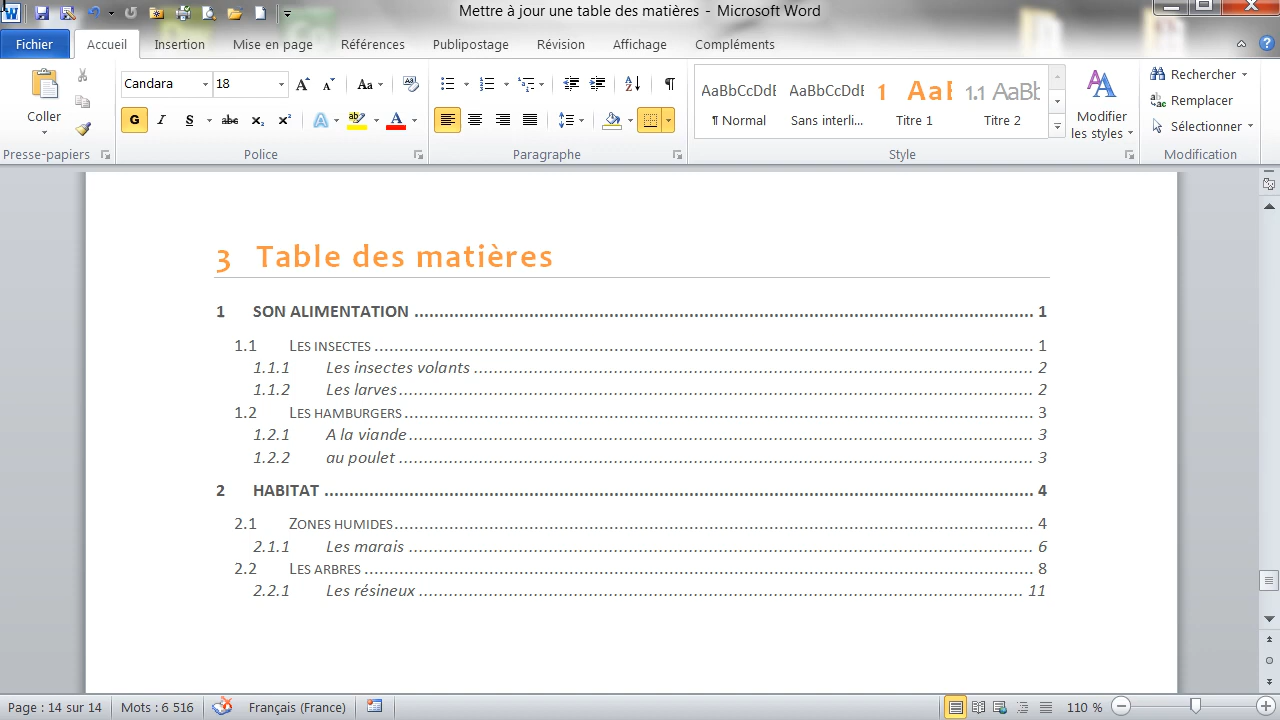 Mettre à jour une table des matières - Microsoft Word
Fichier Accueil Insertion Mise en page Références Publipostage Révision Affichage Compléments
Coller
Presse-papiers
Candara 18
Aa
G I S abc x₂ x² A ab A
Police
Paragraphe
AaBbCcDdE AaBbCcDdE 1 AaB 1.1 AaBb
¶ Normal Sans interli... Titre 1 Titre 2
Modifier les styles
Style
Rechercher
Remplacer
Sélectionner
Modification
3 Table des matières
1 SON ALIMENTATION 1
1.1 LES INSECTES 1
1.1.1 Les insectes volants 2
1.1.2 Les larves 2
1.2 LES HAMBURGERS 3
1.2.1 A la viande 3
1.2.2 au poulet 3
2 HABITAT 4
2.1 ZONES HUMIDES 4
2.1.1 Les marais 6
2.2 LES ARBRES 8
2.2.1 Les résineux 11
Page : 14 sur 14 Mots : 6 516 Français (France) 110 %